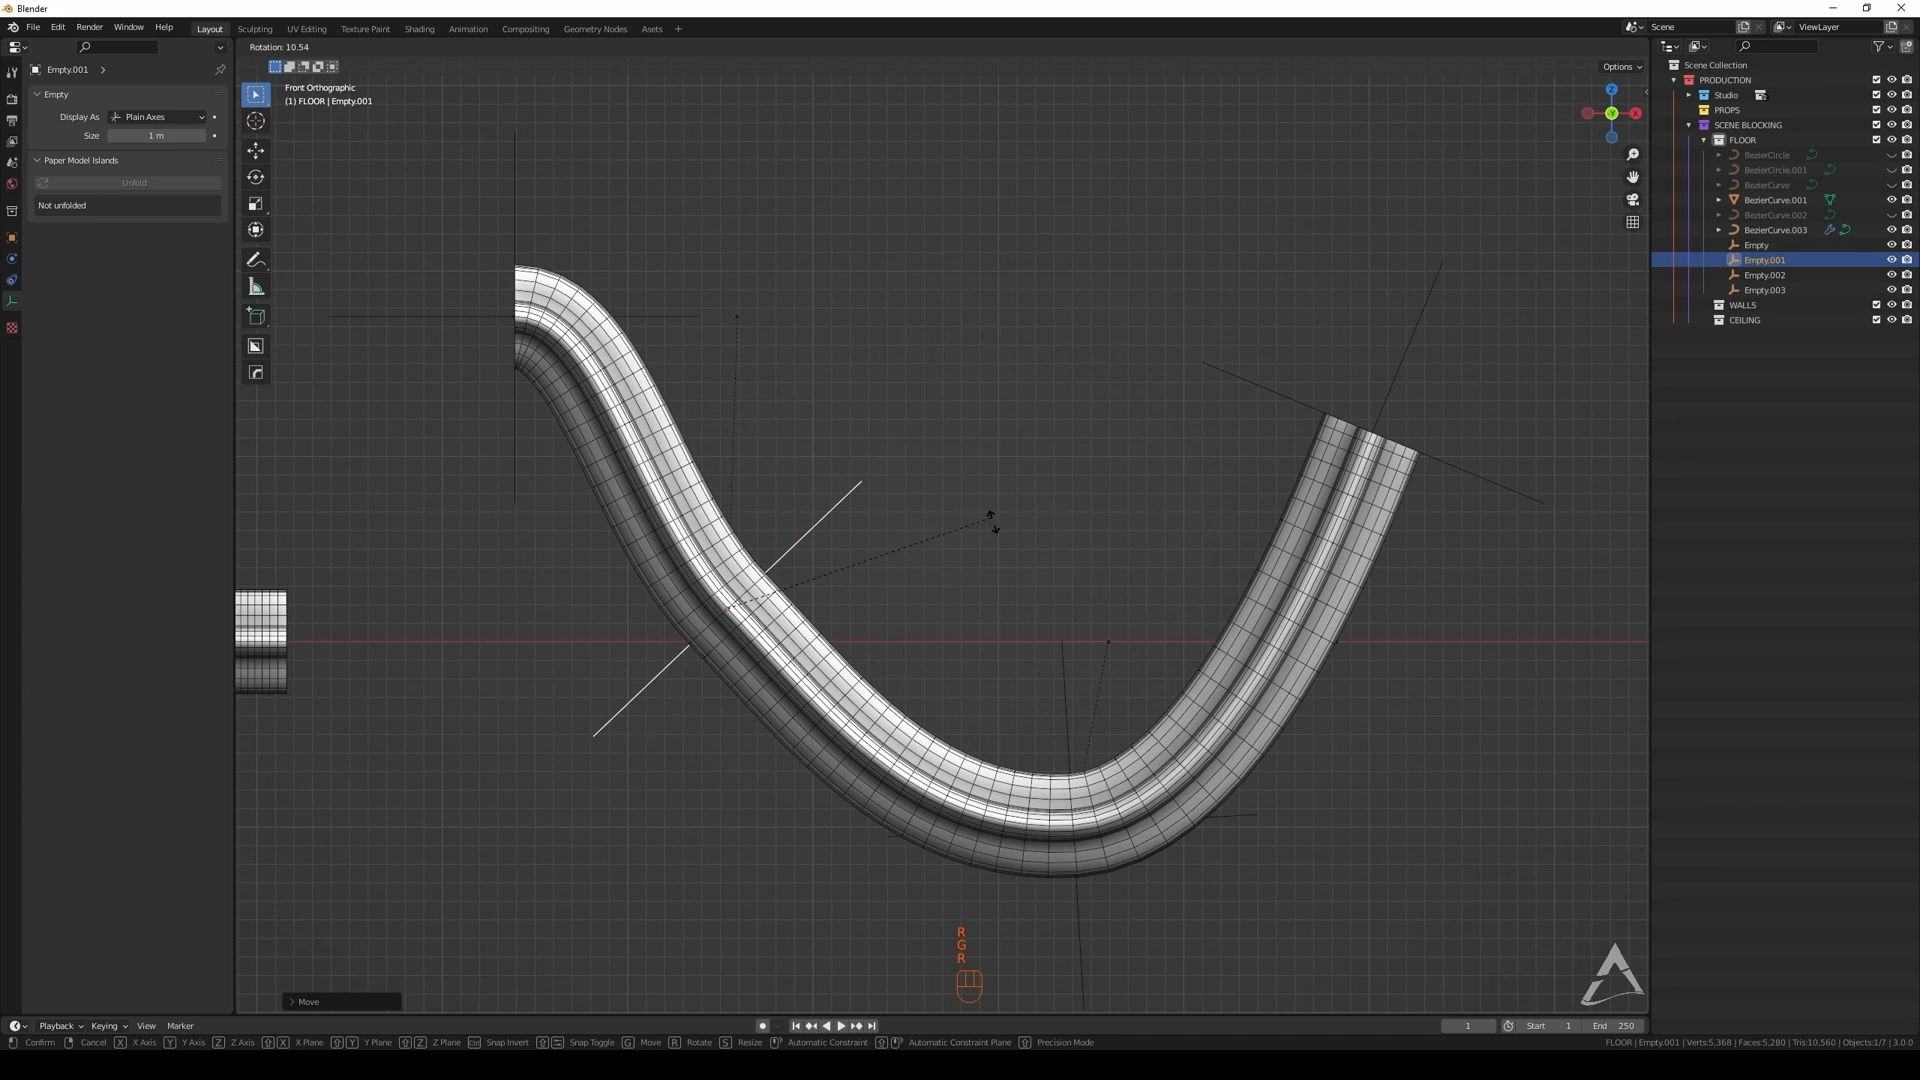 Blender
File Edit Render Window Help
Layout Sculpting UV Editing Texture Paint Shading Animation Compositing Geometry Nodes Assets +
Scene
ViewLayer
Rotation: 10.54
Options
Empty.001
Empty
Display As
Plain Axes
Size
1 m
Paper Model Islands
Unfold
Not unfolded
Front Orthographic
(1) FLOOR | Empty.001
Z
Y
X
Scene Collection
PRODUCTION
Studio
PROPS
SCENE BLOCKING
FLOOR
BezierCircle
BezierCircle.001
BezierCurve
BezierCurve.001
BezierCurve.002
BezierCurve.003
Empty
Empty.001
Empty.002
Empty.003
WALLS
CEILING
R
G
R
Move
Playback Keying View Marker
1
Start 1
End 250
Confirm Cancel X X Axis Y Y Axis Z Z Axis X X Plane Y Y Plane Z Z Plane Ctrl Snap Invert Snap Toggle G Move R Rotate S Resize Automatic Constraint Automatic Constraint Plane Precision Mode
FLOOR | Empty.001 | Verts:5,368 | Faces:5,280 | Tris:10,560 | Objects:1/7 | 3.0.0